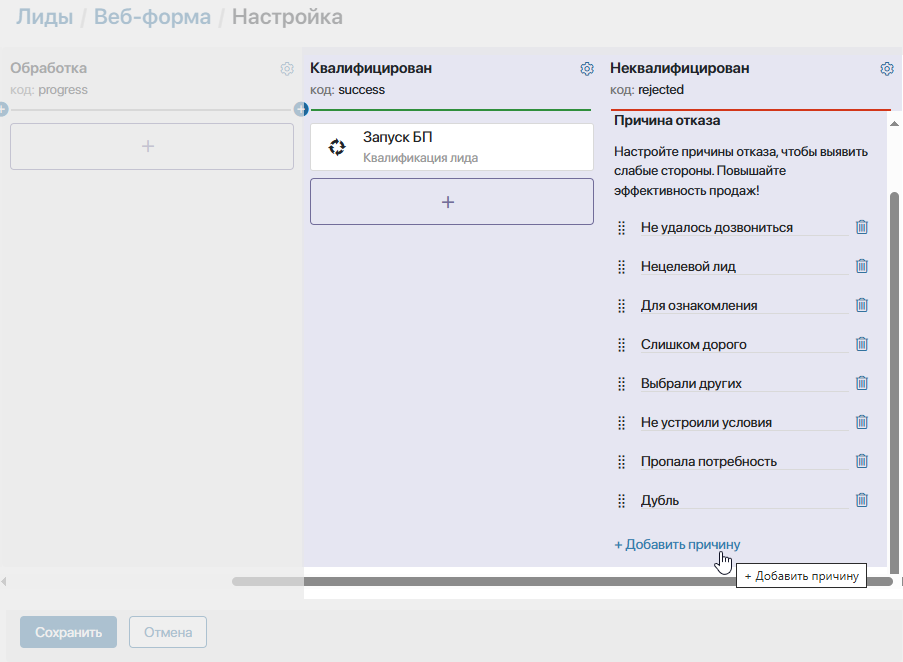 Лиды / Веб-форма / Настройка
Обработка
код: progress
Квалифицирован
код: success
Запуск БП
Квалификация лида
Неквалифицирован
код: rejected
Причина отказа
Настройте причины отказа, чтобы выявить
слабые стороны. Повышайте
эффективность продаж!
Не удалось дозвониться
Нецелевой лид
Для ознакомления
Слишком дорого
Выбрали других
Не устроили условия
Пропала потребность
Дубль
+ Добавить причину
+ Добавить причину
Сохранить
Отмена